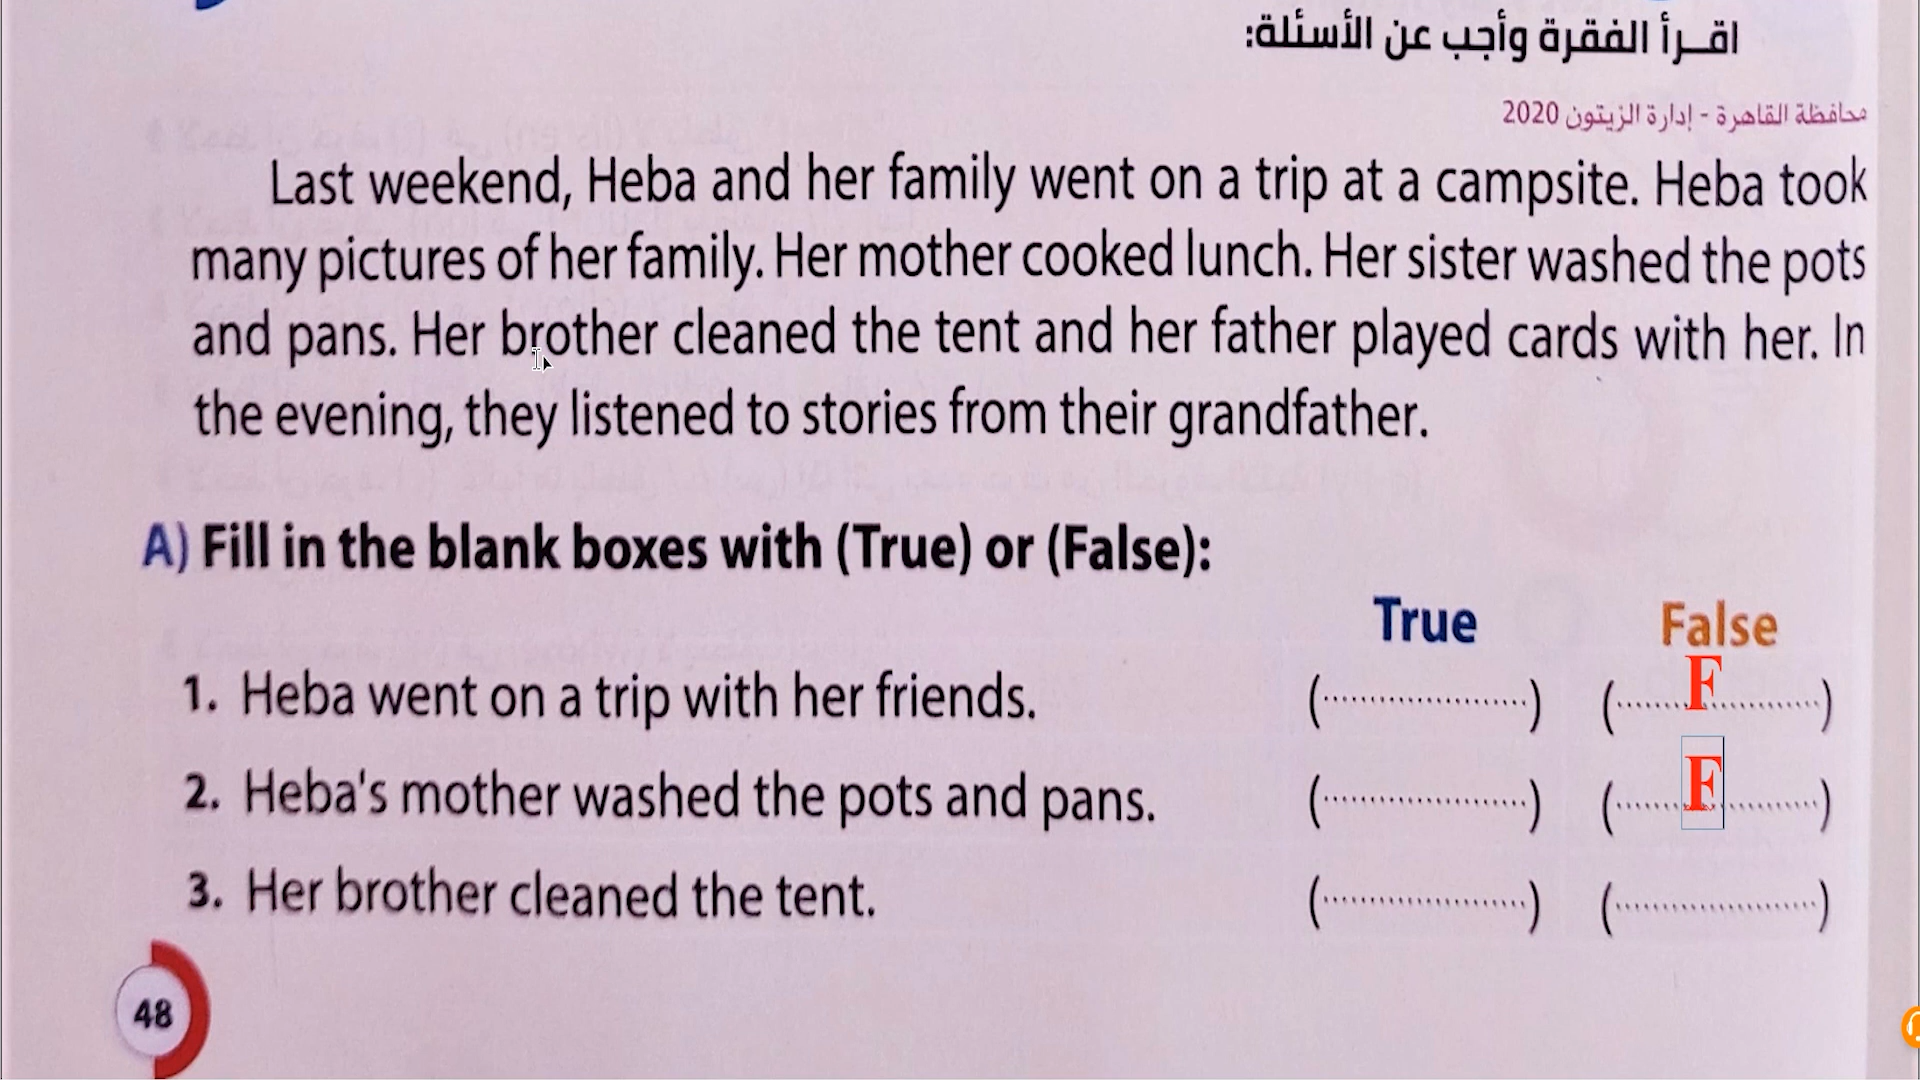 اقرأ الفقرة وأجب عن الأسئلة:
محافظة القاهرة - إدارة الزيتون 2020
Last weekend, Heba and her family went on a trip at a campsite. Heba took
many pictures of her family. Her mother cooked lunch. Her sister washed the pots
and pans. Her brother cleaned the tent and her father played cards with her. In
the evening, they listened to stories from their grandfather.
A) Fill in the blank boxes with (True) or (False):
True False
1. Heba went on a trip with her friends. (....................) (........F............)
2. Heba's mother washed the pots and pans. (....................) (........F............)
3. Her brother cleaned the tent. (....................) (....................)
48